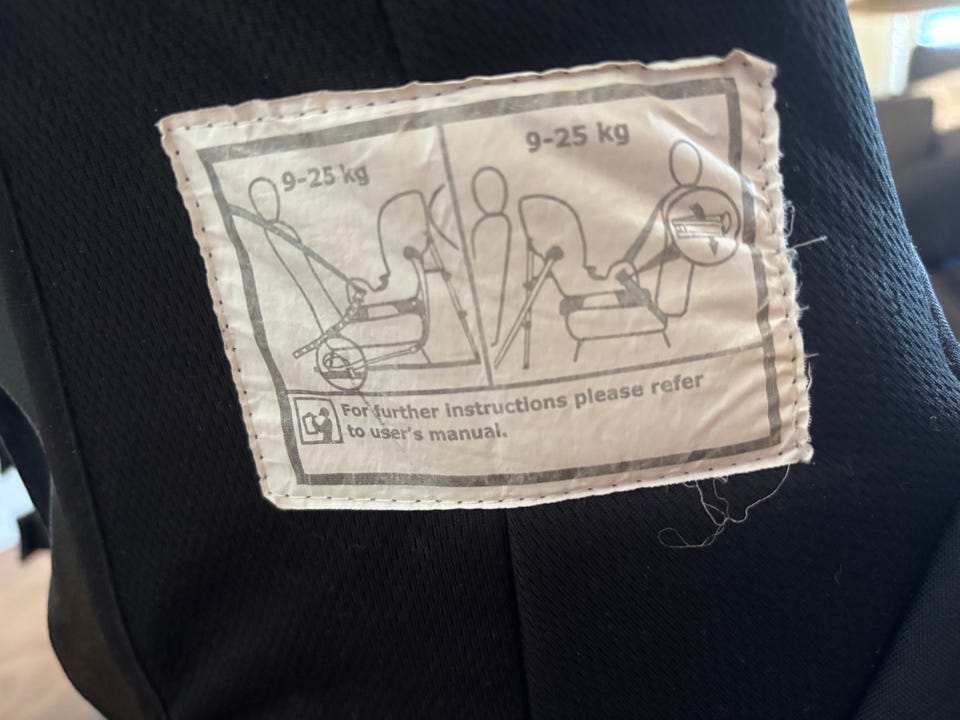 9-25 kg
9-25 kg
For further instructions please refer
to user's manual.